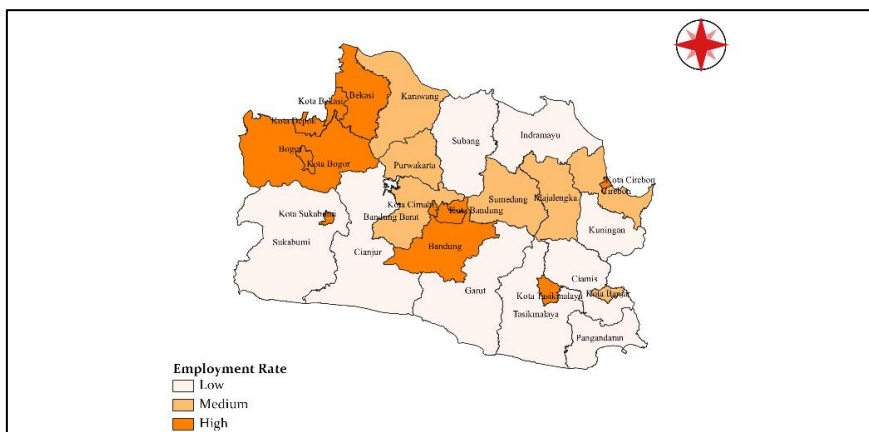 Bekasi
Kota Bekasi
Karawang
Kota Depok
Subang
Indramayu
Bogor
Kota Bogor
Purwakarta
Kota Cirebon
Cirebon
Sumedang
Majalengka
Kota Cimahi
Kota Bandung
Kota Sukabumi
Bandung Barat
Kuningan
Sukabumi
Cianjur
Bandung
Ciamis
Garut
Kota Tasikmalaya
Kota Banjar
Tasikmalaya
Pangandaran
Employment Rate
Low
Medium
High